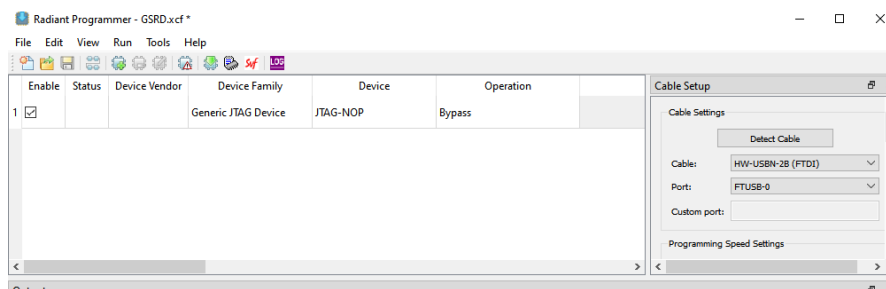 Radiant Programmer - GSRD.xcf *
File Edit View Run Tools Help
Svf LOG
Enable Status Device Vendor Device Family Device Operation
1 Generic JTAG Device JTAG-NOP Bypass
Cable Setup
Cable Settings
Detect Cable
Cable: HW-USBN-2B (FTDI)
Port: FTUSB-0
Custom port:
Programming Speed Settings